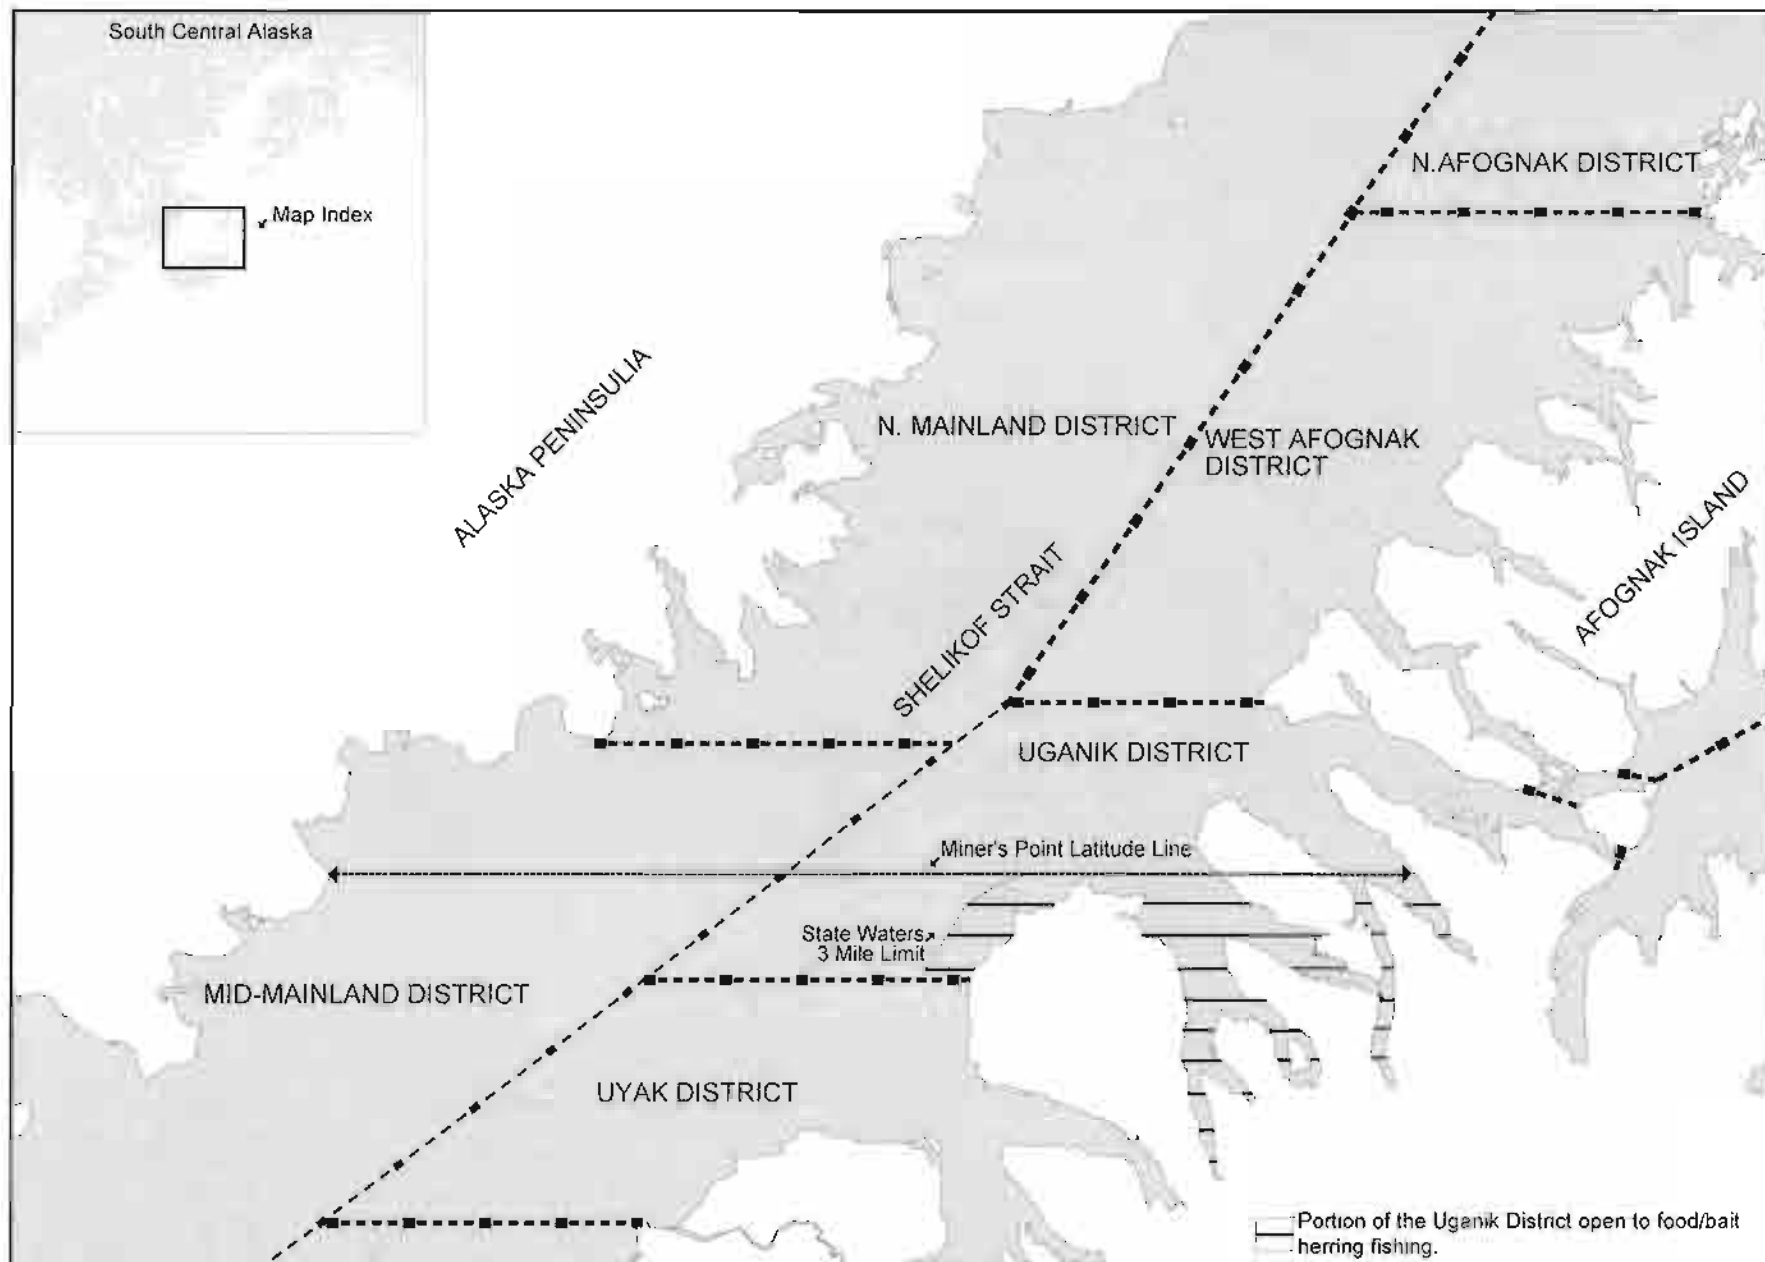 South Central Alaska
Map Index
N.AFOGNAK DISTRICT
ALASKA PENINSULIA
N. MAINLAND DISTRICT
WEST AFOGNAK
DISTRICT
AFOGNAK ISLAND
SHELIKOF STRAIT
UGANIK DISTRICT
Miner's Point Latitude Line
State Waters
3 Mile Limit
MID-MAINLAND DISTRICT
UYAK DISTRICT
Portion of the Uganik District open to food/bait
herring fishing.